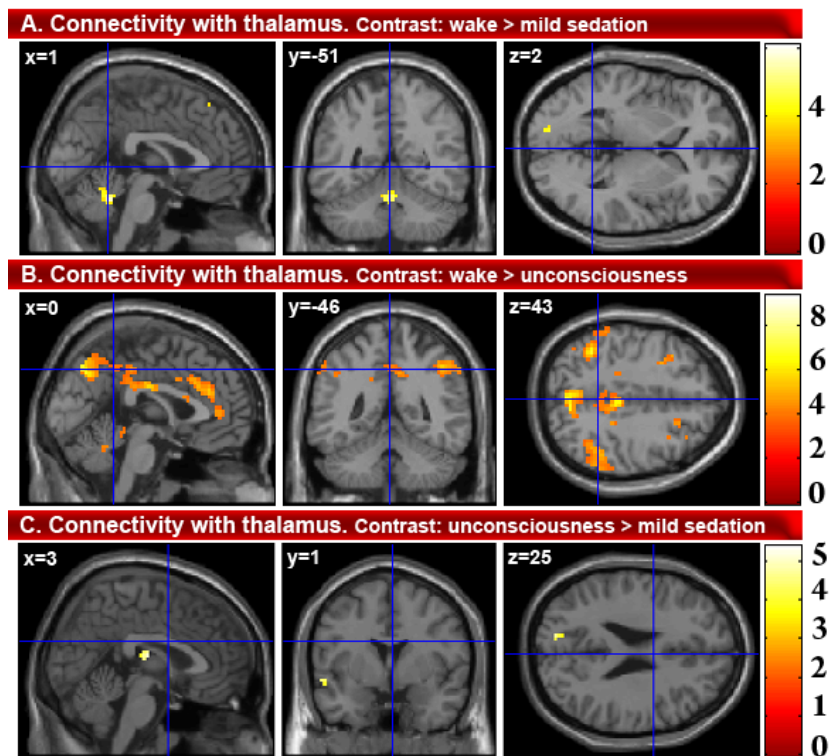 A. Connectivity with thalamus. Contrast: wake > mild sedation
x=1 y=-51 z=2
4
2
0
B. Connectivity with thalamus. Contrast: wake > unconsciousness
x=0 y=-46 z=43
8
6
4
2
0
C. Connectivity with thalamus. Contrast: unconsciousness > mild sedation
x=3 y=1 z=25
5
4
3
2
1
0